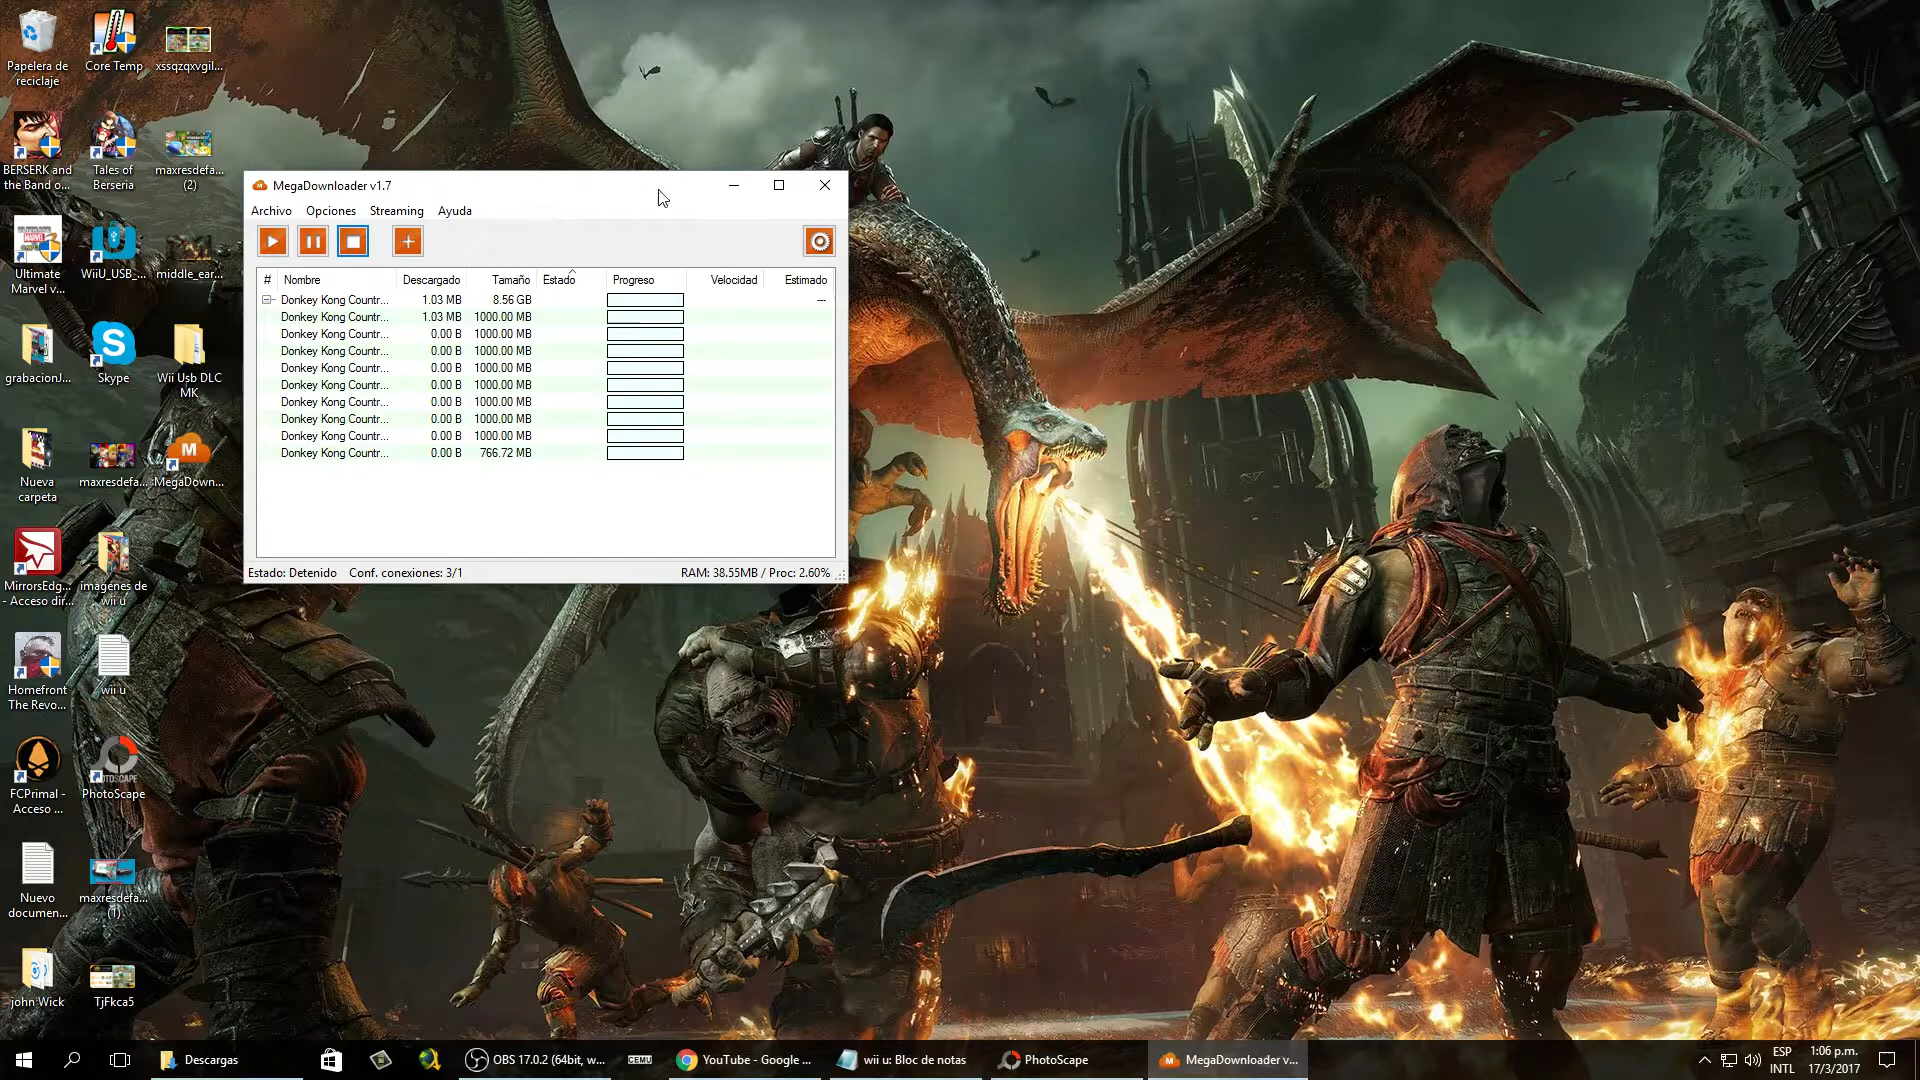 Papelera de
reciclaje
Core Temp
xssqzqxvgil...
BERSERK and
the Band o...
Tales of
Berseria
maxresdefa...
(2)
Ultimate
Marvel v...
WiiU_USB_...
middle_ear...
grabacionJ...
Skype
Wii Usb DLC
MK
Nueva
carpeta
maxresdefa...
MegaDown...
MirrorsEdg...
- Acceso dir...
imagenes de
wii u
Homefront
The Revo...
wii u
FCPrimal -
Acceso ...
PhotoScape
Nuevo
documen...
maxresdefa...
(1)
john Wick
TjFkca5
MegaDownloader v1.7
Archivo Opciones Streaming Ayuda
# Nombre Descargado Tamaño Estado Progreso Velocidad Estimado
Donkey Kong Countr... 1.03 MB 8.56 GB ---
Donkey Kong Countr... 1.03 MB 1000.00 MB
Donkey Kong Countr... 0.00 B 1000.00 MB
Donkey Kong Countr... 0.00 B 1000.00 MB
Donkey Kong Countr... 0.00 B 1000.00 MB
Donkey Kong Countr... 0.00 B 1000.00 MB
Donkey Kong Countr... 0.00 B 1000.00 MB
Donkey Kong Countr... 0.00 B 1000.00 MB
Donkey Kong Countr... 0.00 B 1000.00 MB
Donkey Kong Countr... 0.00 B 766.72 MB
Estado: Detenido Conf. conexiones: 3/1 RAM: 38.55MB / Proc: 2.60%
Descargas
OBS 17.0.2 (64bit, w...
CEMU
YouTube - Google ...
wii u: Bloc de notas
PhotoScape
MegaDownloader v...
ESP
INTL
1:06 p.m.
17/3/2017